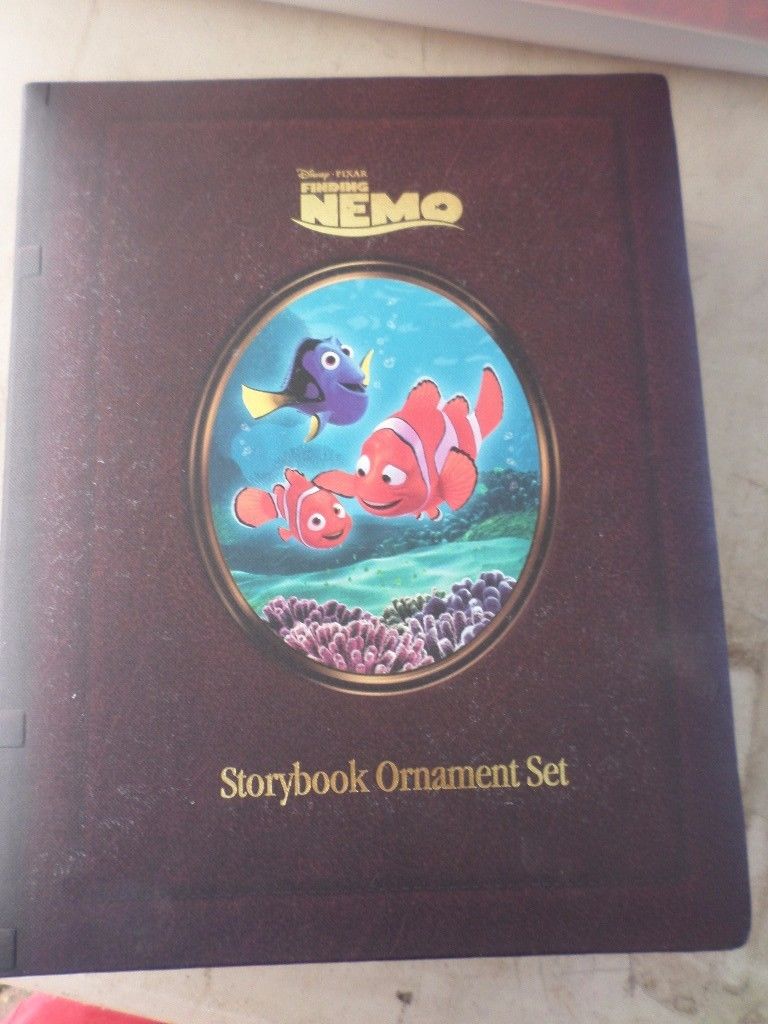 Disney · PIXAR
FINDING
NEMO
Storybook Ornament Set